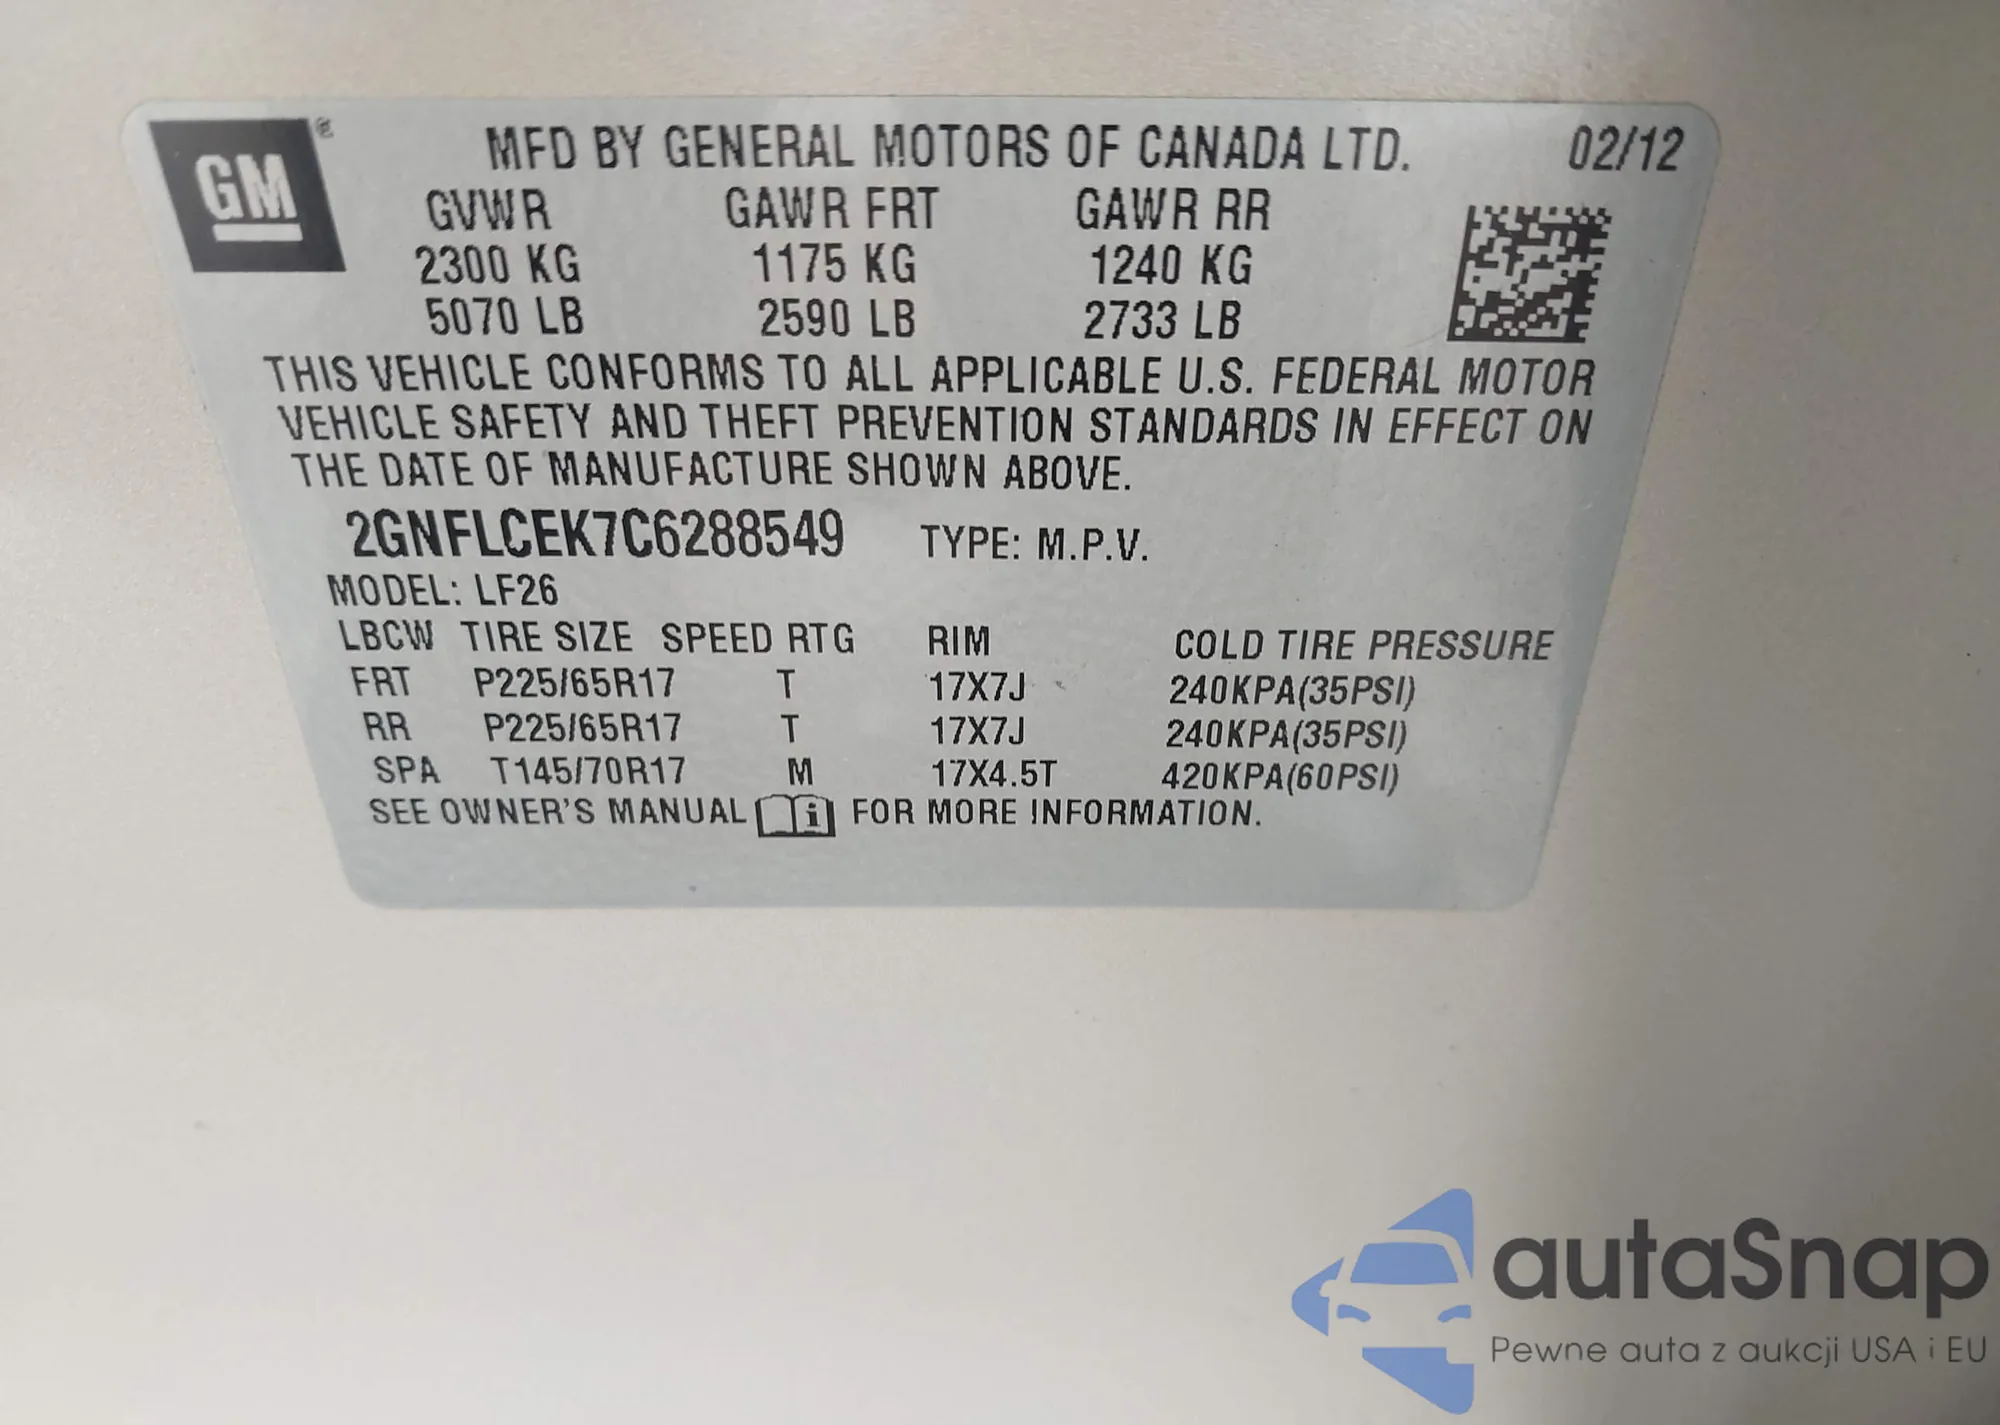 GM ® MFD BY GENERAL MOTORS OF CANADA LTD. 02/12
GVWR GAWR FRT GAWR RR
2300 KG 1175 KG 1240 KG
5070 LB 2590 LB 2733 LB
THIS VEHICLE CONFORMS TO ALL APPLICABLE U.S. FEDERAL MOTOR
VEHICLE SAFETY AND THEFT PREVENTION STANDARDS IN EFFECT ON
THE DATE OF MANUFACTURE SHOWN ABOVE.
2GNFLCEK7C6288549 TYPE: M.P.V.
MODEL: LF26
LBCW TIRE SIZE SPEED RTG RIM COLD TIRE PRESSURE
FRT P225/65R17 T 17X7J 240KPA(35PSI)
RR P225/65R17 T 17X7J 240KPA(35PSI)
SPA T145/70R17 M 17X4.5T 420KPA(60PSI)
SEE OWNER'S MANUAL i FOR MORE INFORMATION.
autaSnap
Pewne auta z aukcji USA i EU